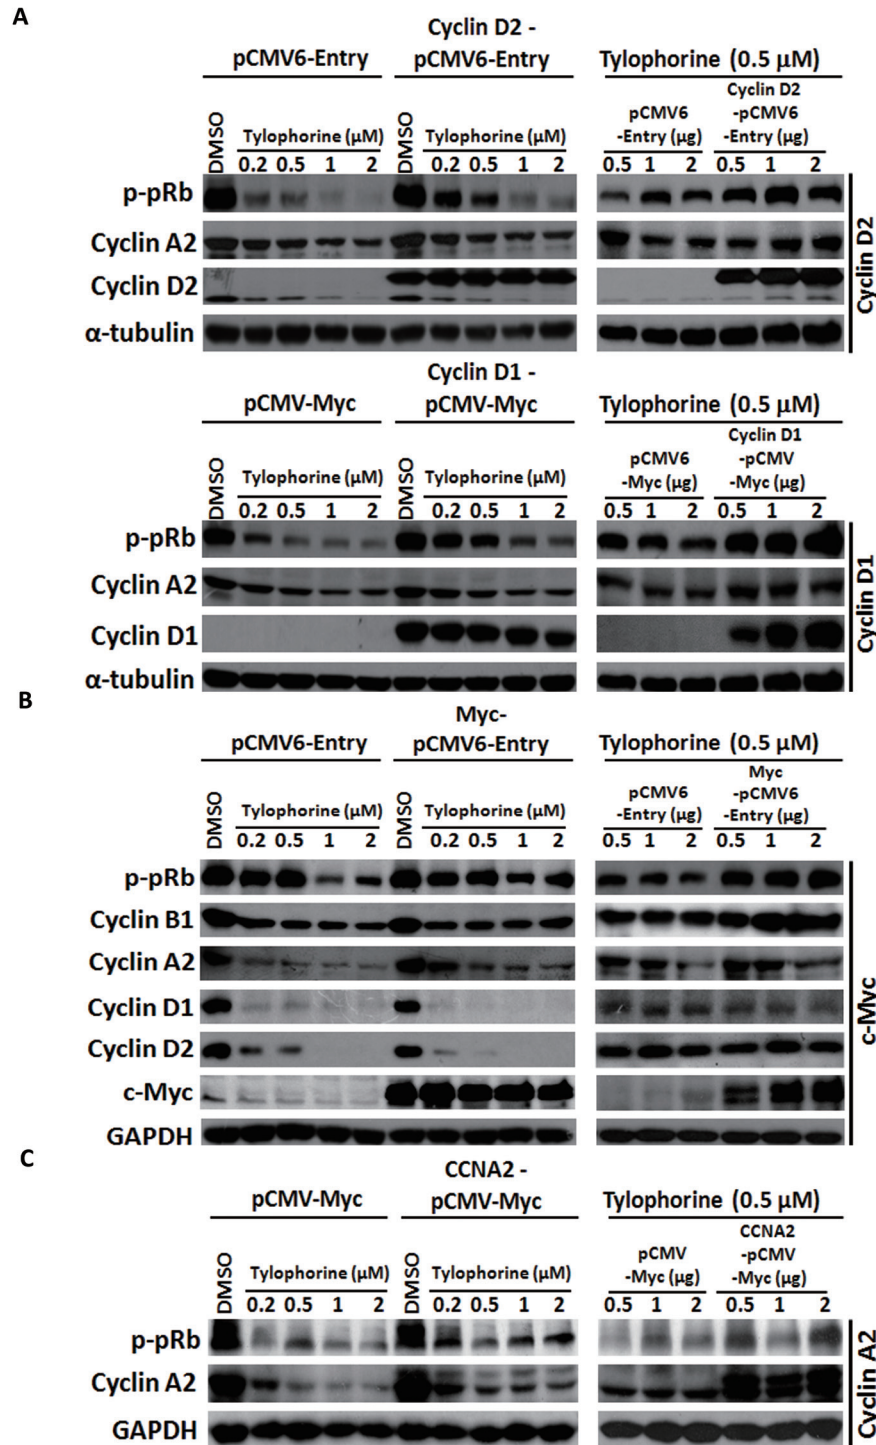 A
pCMV6-Entry
Cyclin D2 -
pCMV6-Entry
Tylophorine (0.5 µM)
DMSO
Tylophorine (µM)
0.2 0.5 1 2
DMSO
Tylophorine (µM)
0.2 0.5 1 2
pCMV6
-Entry (µg)
0.5 1 2
Cyclin D2
-pCMV6
-Entry (µg)
0.5 1 2
p-pRb
Cyclin A2
Cyclin D2
α-tubulin
Cyclin D2
pCMV-Myc
Cyclin D1 -
pCMV-Myc
Tylophorine (0.5 µM)
DMSO
Tylophorine (µM)
0.2 0.5 1 2
DMSO
Tylophorine (µM)
0.2 0.5 1 2
pCMV6
-Myc (µg)
0.5 1 2
Cyclin D1
-pCMV
-Myc (µg)
0.5 1 2
p-pRb
Cyclin A2
Cyclin D1
α-tubulin
Cyclin D1
B
pCMV6-Entry
Myc-
pCMV6-Entry
Tylophorine (0.5 µM)
DMSO
Tylophorine (µM)
0.2 0.5 1 2
DMSO
Tylophorine (µM)
0.2 0.5 1 2
pCMV6
-Entry (µg)
0.5 1 2
Myc
-pCMV6
-Entry (µg)
0.5 1 2
p-pRb
Cyclin B1
Cyclin A2
Cyclin D1
Cyclin D2
c-Myc
GAPDH
c-Myc
C
pCMV-Myc
CCNA2 -
pCMV-Myc
Tylophorine (0.5 µM)
DMSO
Tylophorine (µM)
0.2 0.5 1 2
DMSO
Tylophorine (µM)
0.2 0.5 1 2
pCMV
-Myc (µg)
0.5 1 2
CCNA2
-pCMV
-Myc (µg)
0.5 1 2
p-pRb
Cyclin A2
GAPDH
Cyclin A2